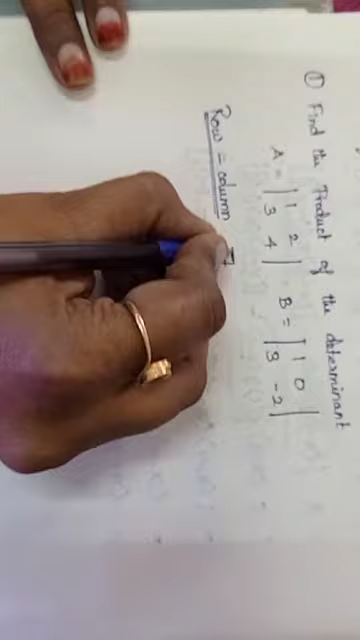 ① Find the Product of the determinant
A = | 1 2 | B = | 1 0 |
| 3 4 | | 3 -2 |
Row = column